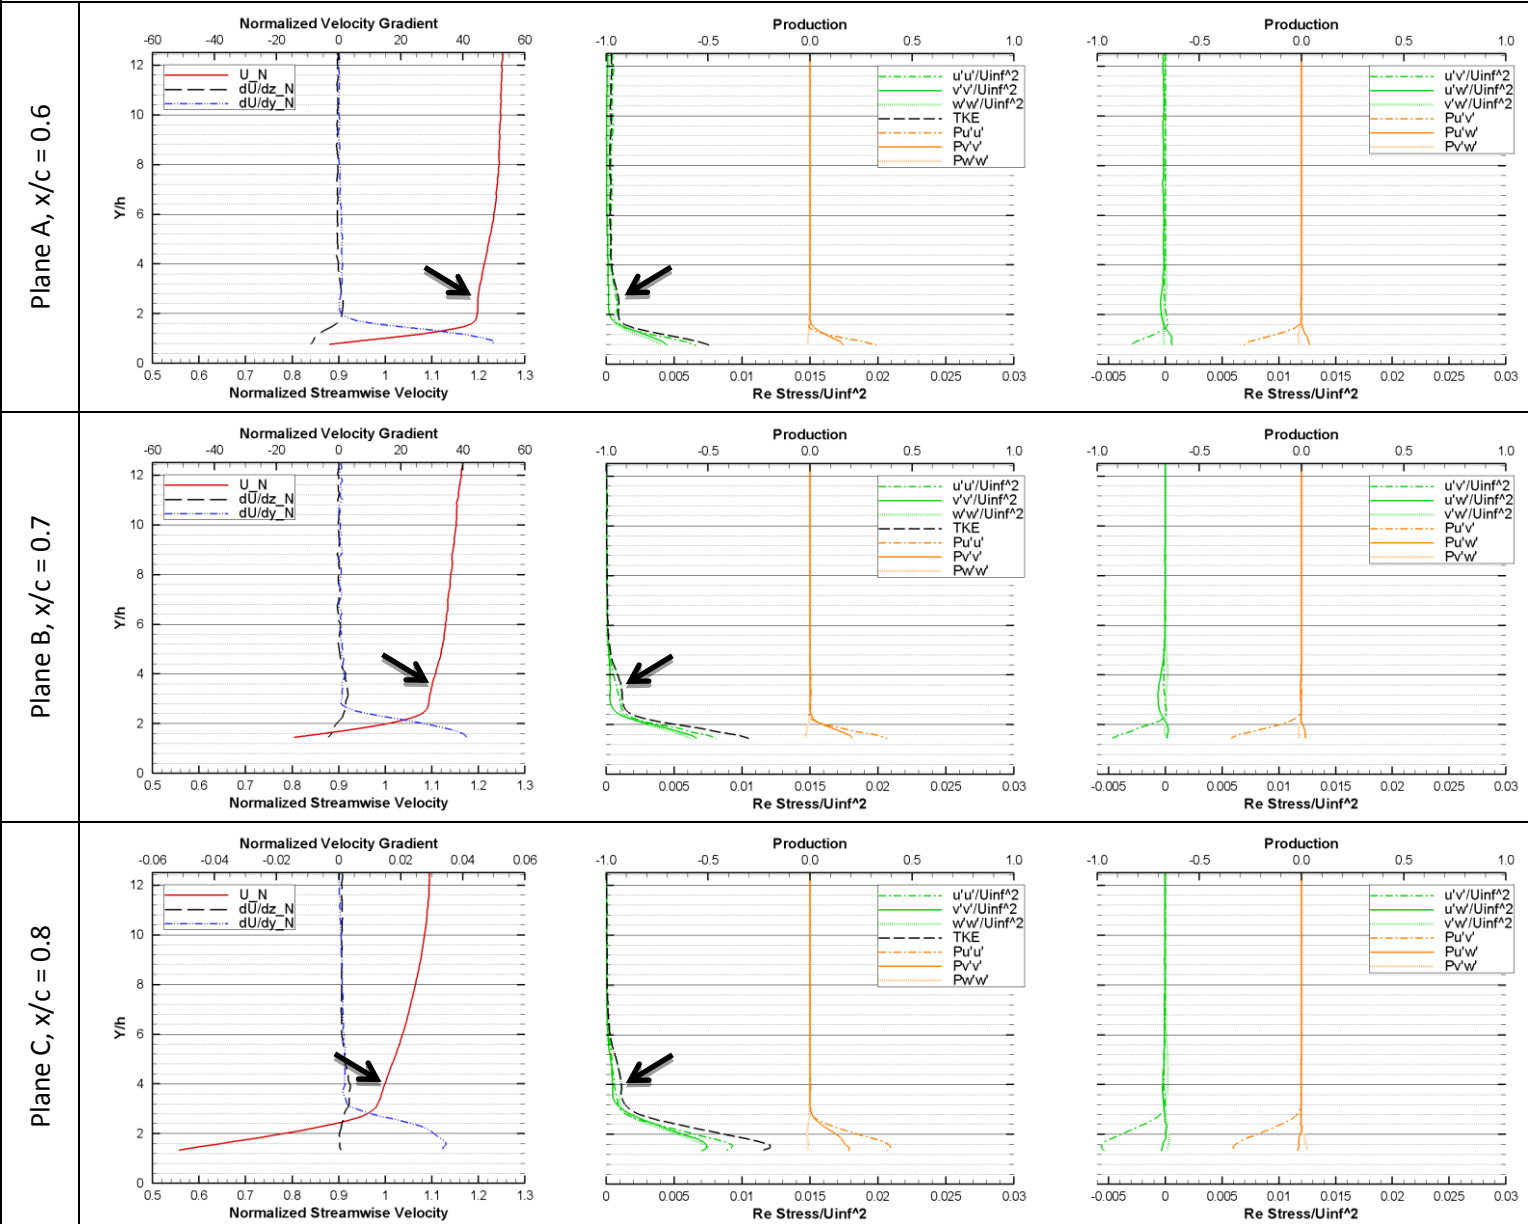 Plane A, x/c = 0.6
Normalized Velocity Gradient
-60 -40 -20 0 20 40 60
U_N
dU/dz_N
dU/dy_N
Y/h
12
10
8
6
4
2
0
0.5 0.6 0.7 0.8 0.9 1 1.1 1.2 1.3
Normalized Streamwise Velocity
Production
-1.0 -0.5 0.0 0.5 1.0
u'u'/Uinf^2
v'v'/Uinf^2
w'w'/Uinf^2
TKE
Pu'u'
Pv'v'
Pw'w'
0 0.005 0.01 0.015 0.02 0.025 0.03
Re Stress/Uinf^2
Production
-1.0 -0.5 0.0 0.5 1.0
u'v'/Uinf^2
u'w'/Uinf^2
v'w'/Uinf^2
Pu'v'
Pu'w'
Pv'w'
-0.005 0 0.005 0.01 0.015 0.02 0.025 0.03
Re Stress/Uinf^2
Plane B, x/c = 0.7
Normalized Velocity Gradient
-60 -40 -20 0 20 40 60
U_N
dU/dz_N
dU/dy_N
Y/h
12
10
8
6
4
2
0
0.5 0.6 0.7 0.8 0.9 1 1.1 1.2 1.3
Normalized Streamwise Velocity
Production
-1.0 -0.5 0.0 0.5 1.0
u'u'/Uinf^2
v'v'/Uinf^2
w'w'/Uinf^2
TKE
Pu'u'
Pv'v'
Pw'w'
0 0.005 0.01 0.015 0.02 0.025 0.03
Re Stress/Uinf^2
Production
-1.0 -0.5 0.0 0.5 1.0
u'v'/Uinf^2
u'w'/Uinf^2
v'w'/Uinf^2
Pu'v'
Pu'w'
Pv'w'
-0.005 0 0.005 0.01 0.015 0.02 0.025 0.03
Re Stress/Uinf^2
Plane C, x/c = 0.8
Normalized Velocity Gradient
-0.06 -0.04 -0.02 0 0.02 0.04 0.06
U_N
dU/dz_N
dU/dy_N
Y/h
12
10
8
6
4
2
0
0.5 0.6 0.7 0.8 0.9 1 1.1 1.2 1.3
Normalized Streamwise Velocity
Production
-1.0 -0.5 0.0 0.5 1.0
u'u'/Uinf^2
v'v'/Uinf^2
w'w'/Uinf^2
TKE
Pu'u'
Pv'v'
Pw'w'
0 0.005 0.01 0.015 0.02 0.025 0.03
Re Stress/Uinf^2
Production
-1.0 -0.5 0.0 0.5 1.0
u'v'/Uinf^2
u'w'/Uinf^2
v'w'/Uinf^2
Pu'v'
Pu'w'
Pv'w'
-0.005 0 0.005 0.01 0.015 0.02 0.025 0.03
Re Stress/Uinf^2